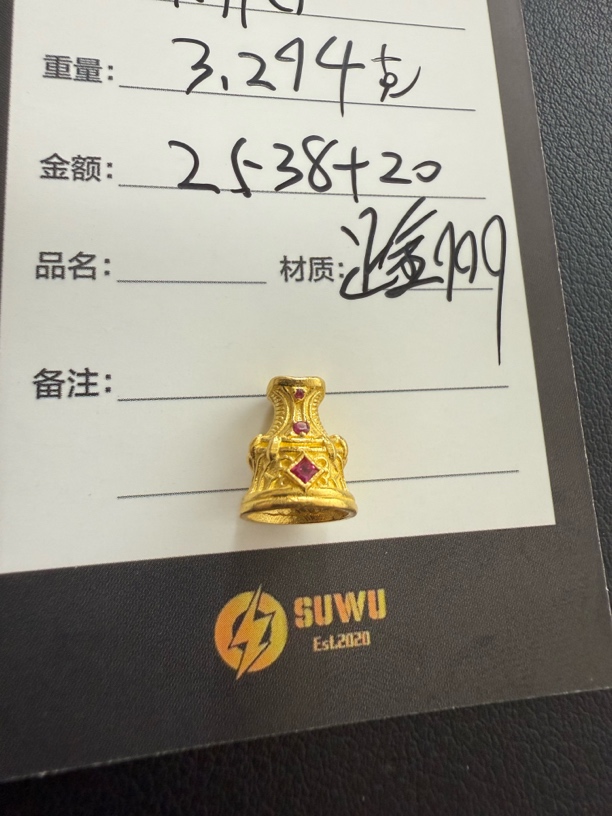 重量: 3.294克
金额: 2538+20
品名: 材质: 足金999
备注:
SUWU
Est.2020